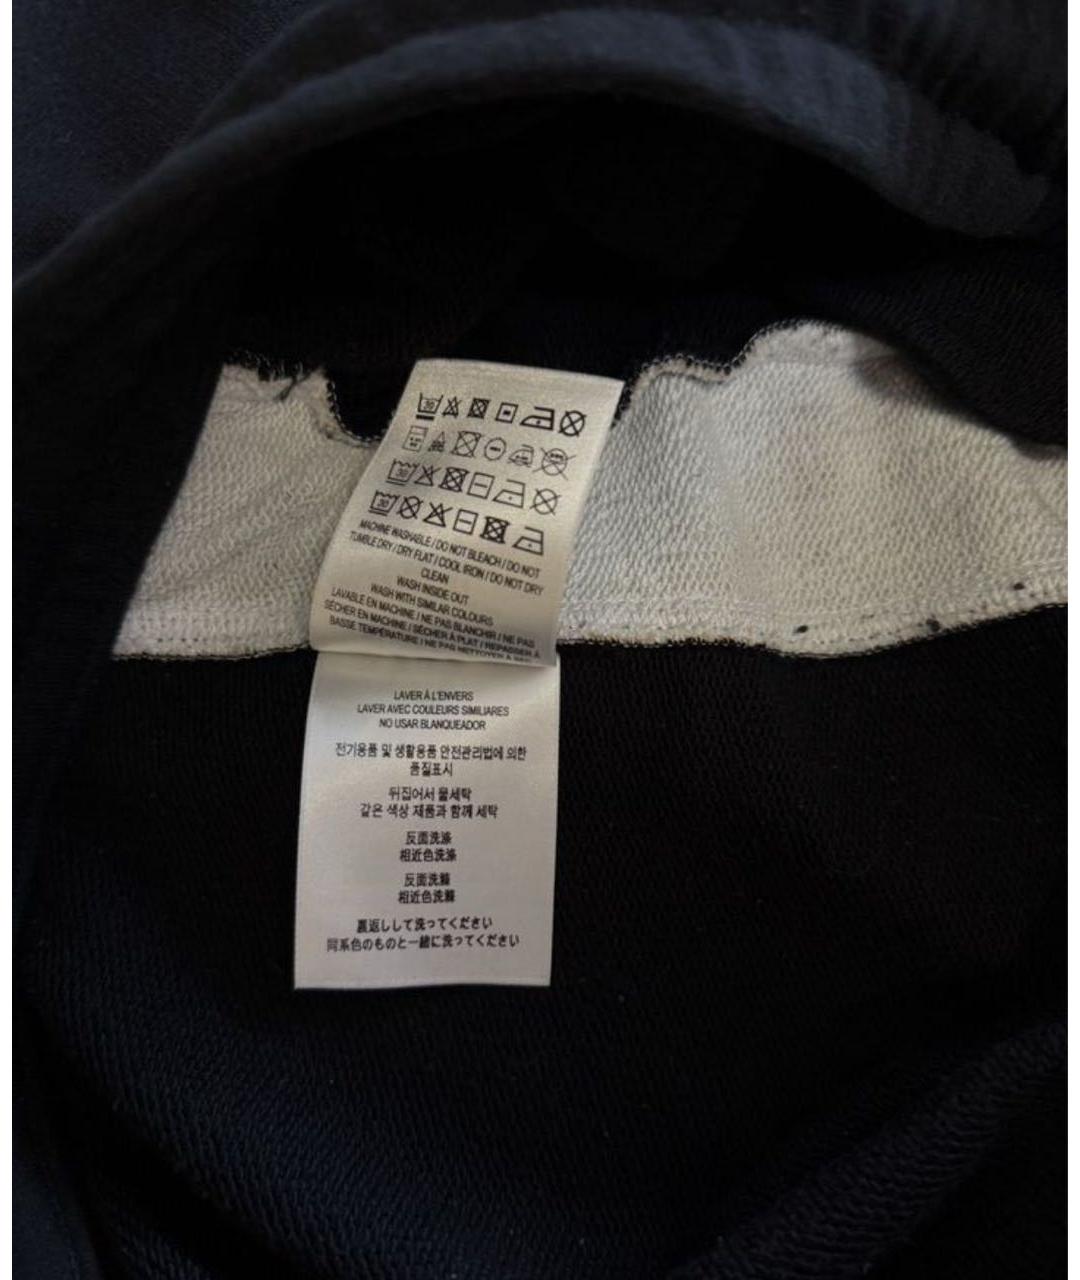 MACHINE WASHABLE / DO NOT BLEACH / DO NOT
TUMBLE DRY / DRY FLAT / COOL IRON / DO NOT DRY
CLEAN
WASH INSIDE OUT
WASH WITH SIMILAR COLOURS
LAVABLE EN MACHINE / NE PAS BLANCHIR / NE PAS
SÉCHER EN MACHINE / SÉCHER À PLAT / REPASSER À
BASSE TEMPÉRATURE / NE PAS NETTOYER À
LAVER À L'ENVERS
LAVER AVEC COULEURS SIMILIARES
NO USAR BLANQUEADOR
전기용품 및 생활용품 안전관리법에 의한
품질표시
뒤집어서 물세탁
같은 색상 제품과 함께 세탁
反面洗涤
相近色洗涤
反面洗滌
相近色洗滌
裏返しして洗ってください
同系色のものと一緒に洗ってください